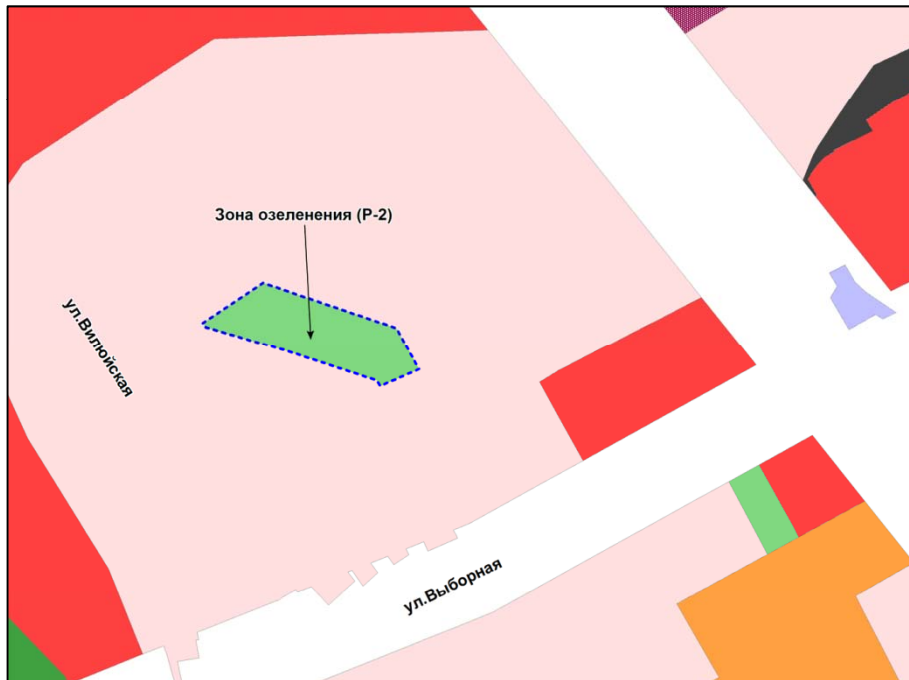 Зона озеленения (Р-2)
ул.Вилюйская
ул.Выборная